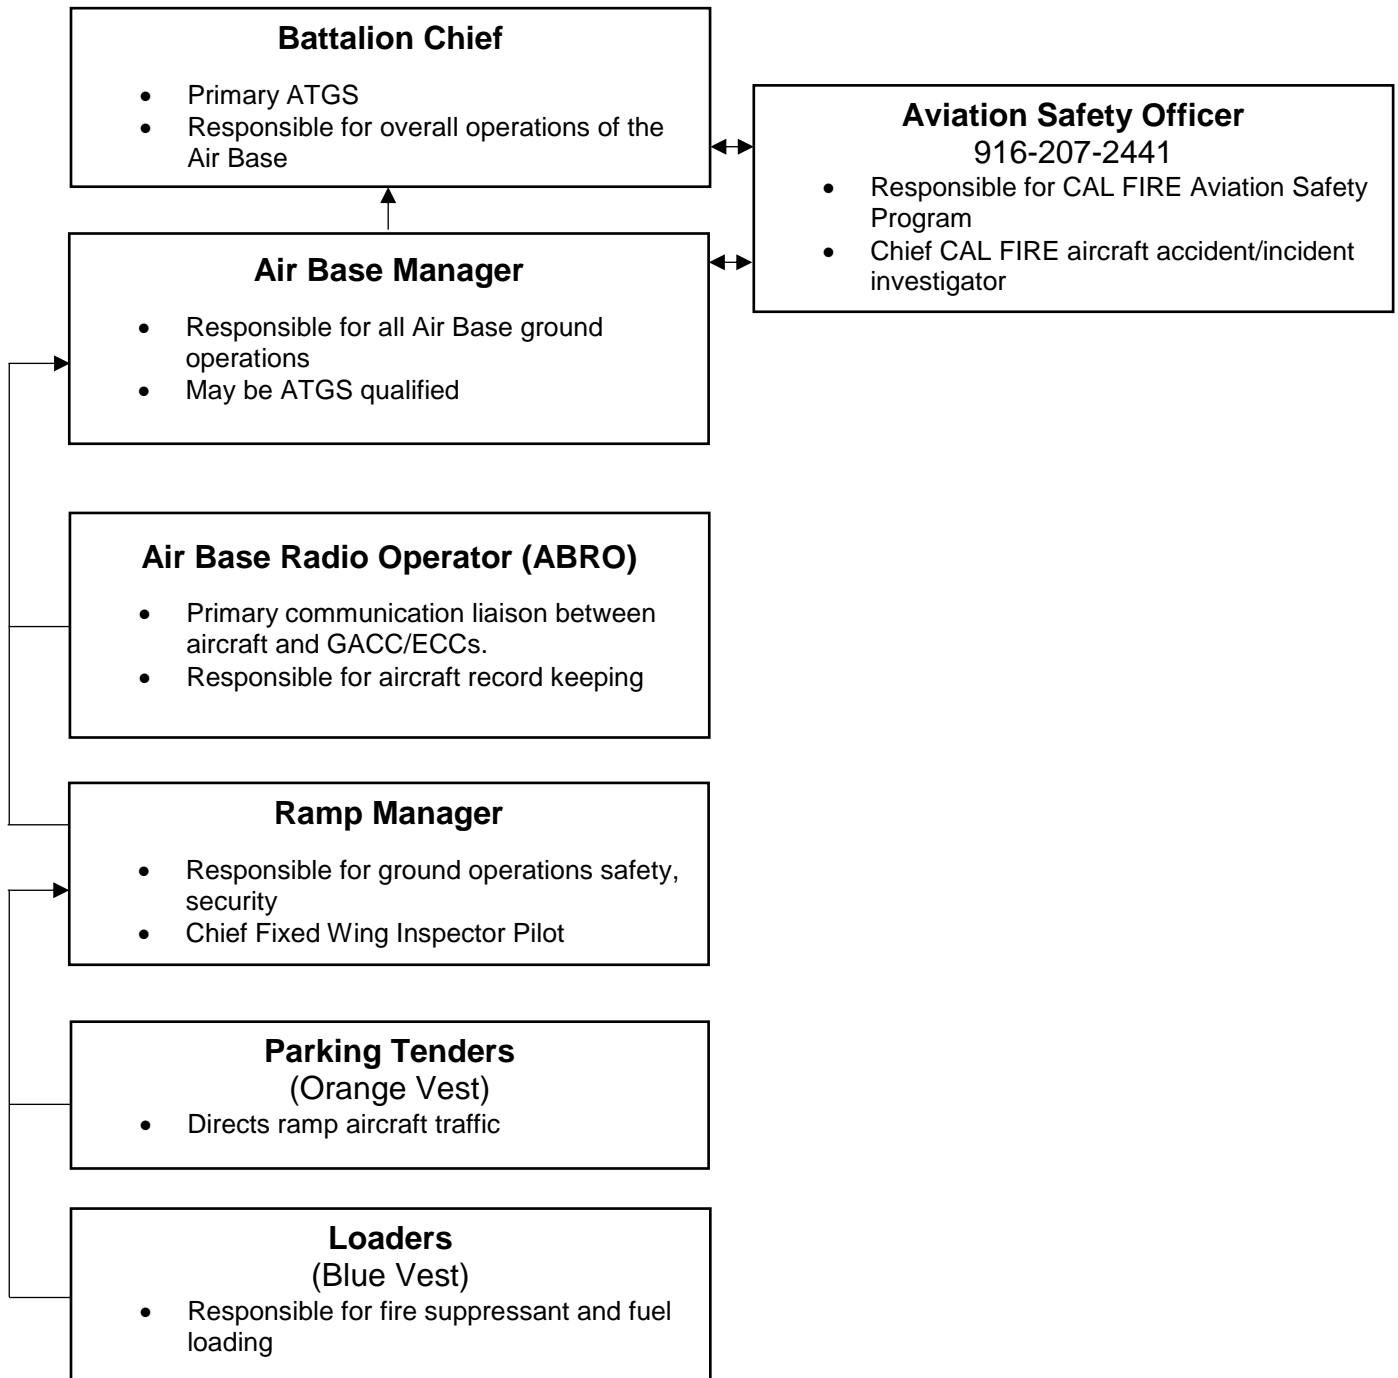 Battalion Chief
• Primary ATGS
• Responsible for overall operations of the
Air Base
Aviation Safety Officer
916-207-2441
• Responsible for CAL FIRE Aviation Safety
Program
• Chief CAL FIRE aircraft accident/incident
investigator
Air Base Manager
• Responsible for all Air Base ground
operations
• May be ATGS qualified
Air Base Radio Operator (ABRO)
• Primary communication liaison between
aircraft and GACC/ECCs.
• Responsible for aircraft record keeping
Ramp Manager
• Responsible for ground operations safety,
security
• Chief Fixed Wing Inspector Pilot
Parking Tenders
(Orange Vest)
• Directs ramp aircraft traffic
Loaders
(Blue Vest)
• Responsible for fire suppressant and fuel
loading